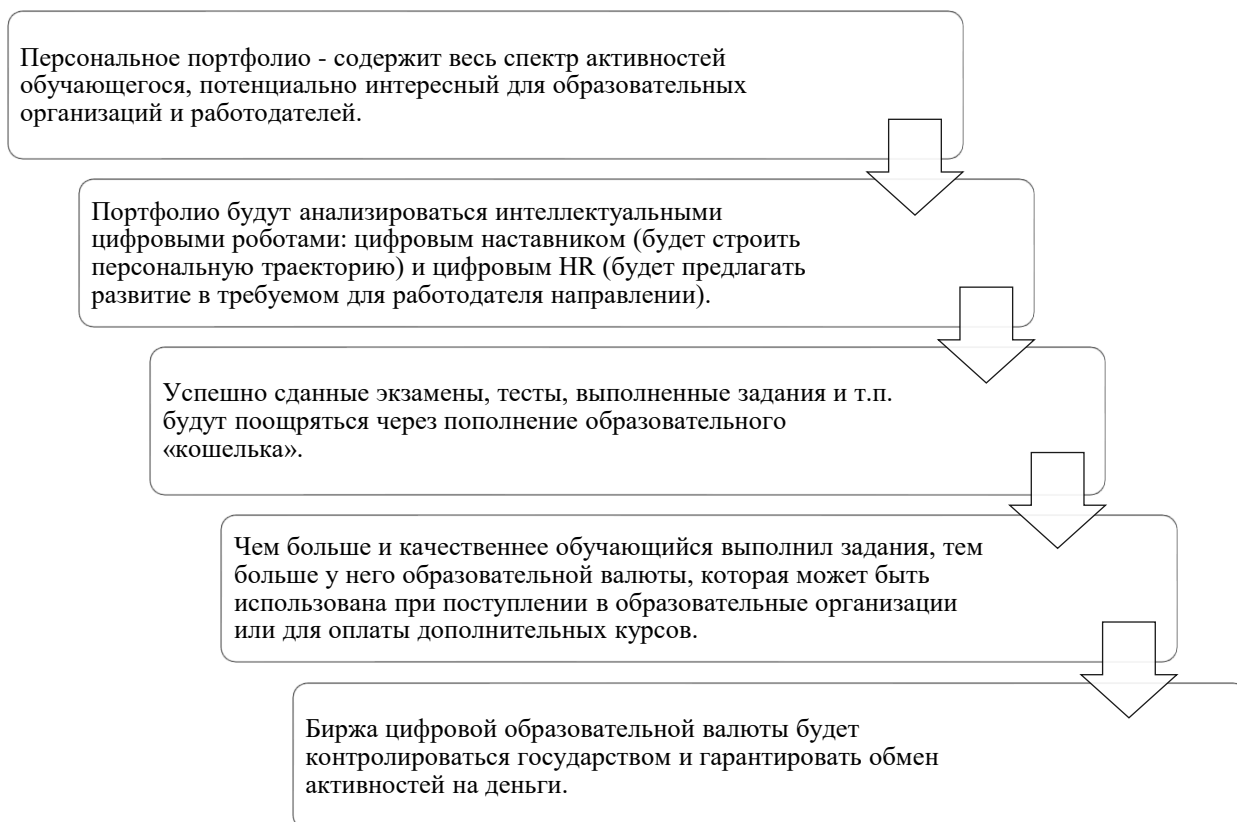 Персональное портфолио - содержит весь спектр активностей
обучающегося, потенциально интересный для образовательных
организаций и работодателей.
Портфолио будут анализироваться интеллектуальными
цифровыми роботами: цифровым наставником (будет строить
персональную траекторию) и цифровым HR (будет предлагать
развитие в требуемом для работодателя направлении).
Успешно сданные экзамены, тесты, выполненные задания и т.п.
будут поощряться через пополнение образовательного
«кошелька».
Чем больше и качественнее обучающийся выполнил задания, тем
больше у него образовательной валюты, которая может быть
использована при поступлении в образовательные организации
или для оплаты дополнительных курсов.
Биржа цифровой образовательной валюты будет
контролироваться государством и гарантировать обмен
активностей на деньги.